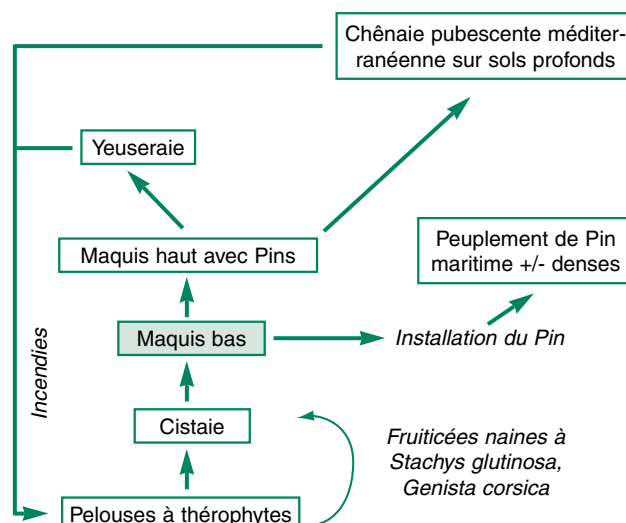 Chênaie pubescente méditer-
ranéenne sur sols profonds
Yeuseraie
Maquis haut avec Pins
Peuplement de Pin
maritime +/- denses
Maquis bas
Installation du Pin
Incendies
Cistaie
Fruiticées naines à
Stachys glutinosa,
Genista corsica
Pelouses à thérophytes